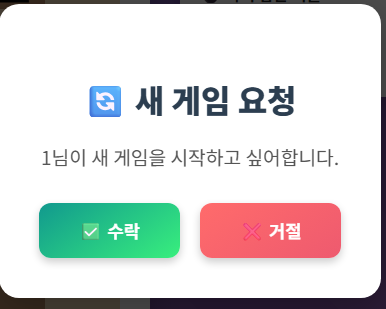 🔄 새 게임 요청
1님이 새 게임을 시작하고 싶어합니다.
✅ 수락
❌ 거절